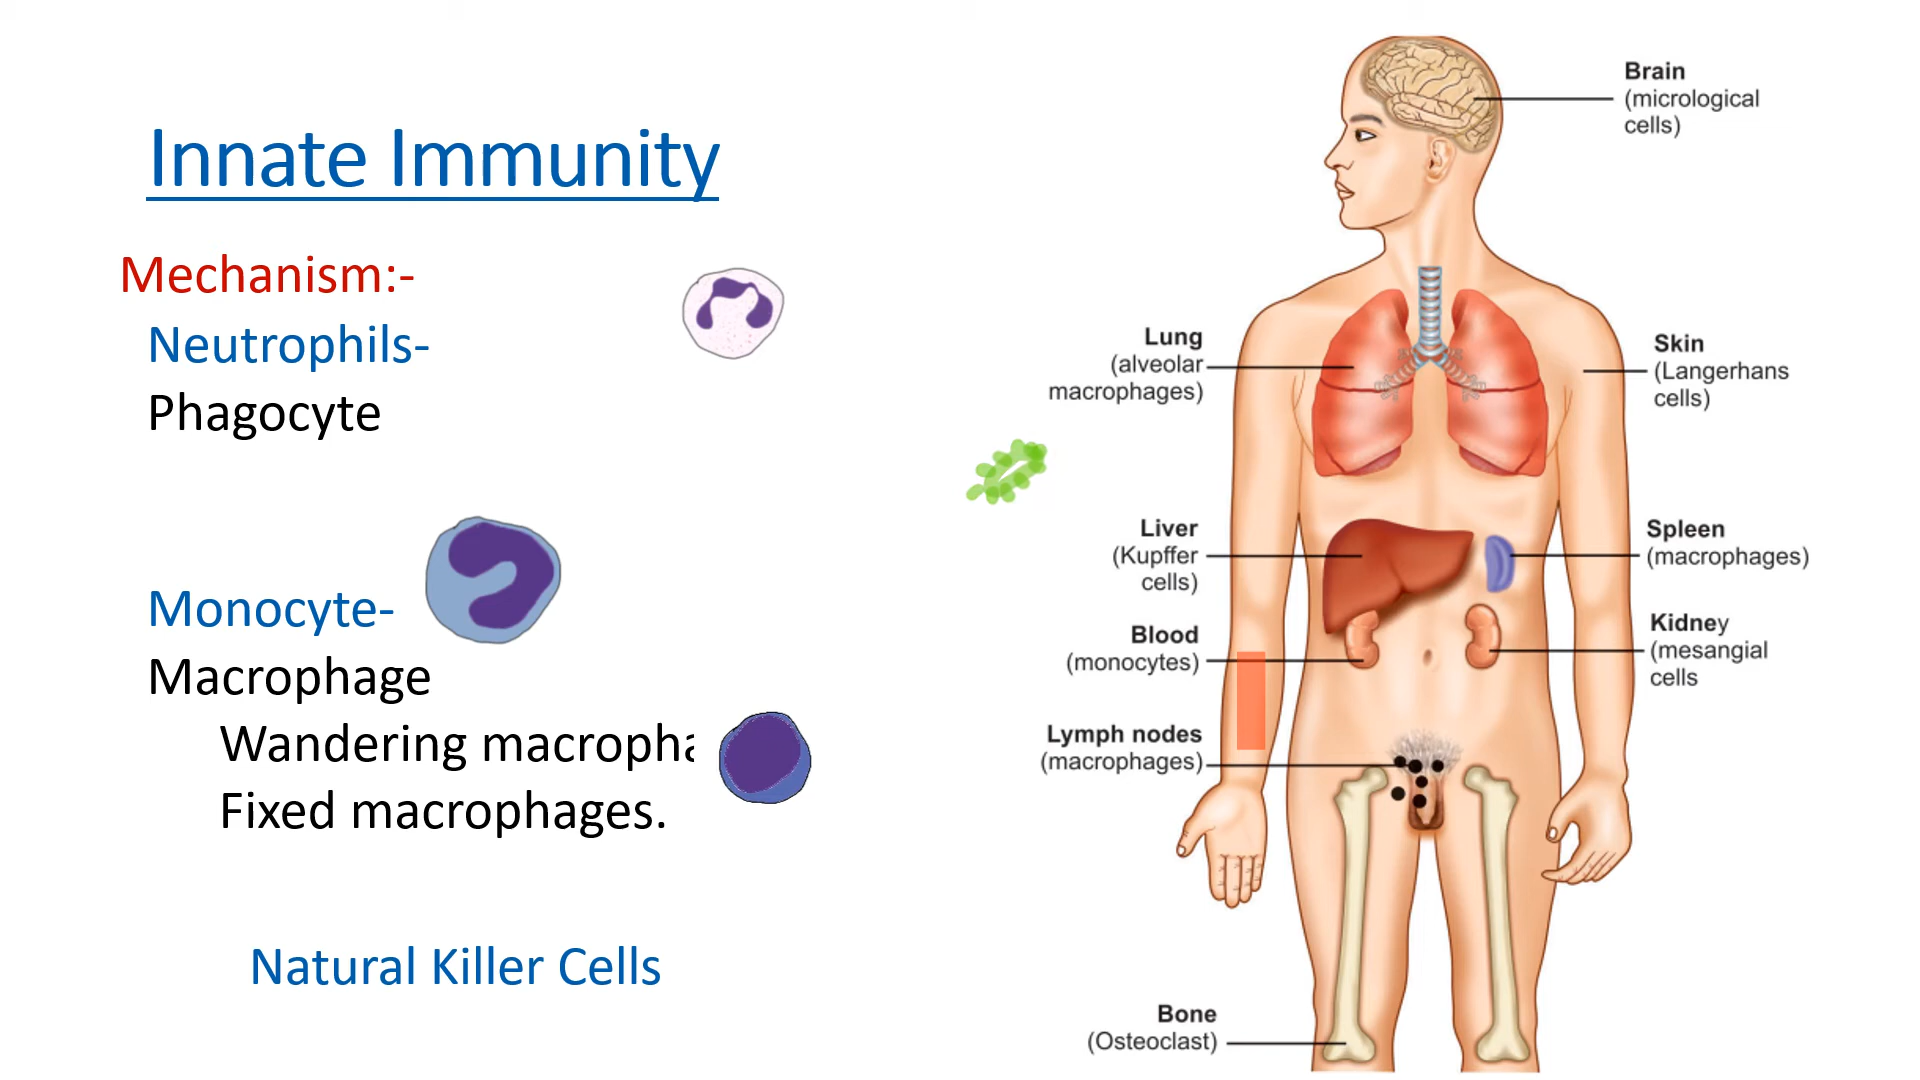 Innate Immunity
Mechanism:-
Neutrophils-
Phagocyte
Monocyte-
Macrophage
Wandering macropha
Fixed macrophages.
Natural Killer Cells
Brain
(micrological
cells)
Lung
(alveolar
macrophages)
Skin
(Langerhans
cells)
Liver
(Kupffer
cells)
Spleen
(macrophages)
Blood
(monocytes)
Kidney
(mesangial
cells
Lymph nodes
(macrophages)
Bone
(Osteoclast)